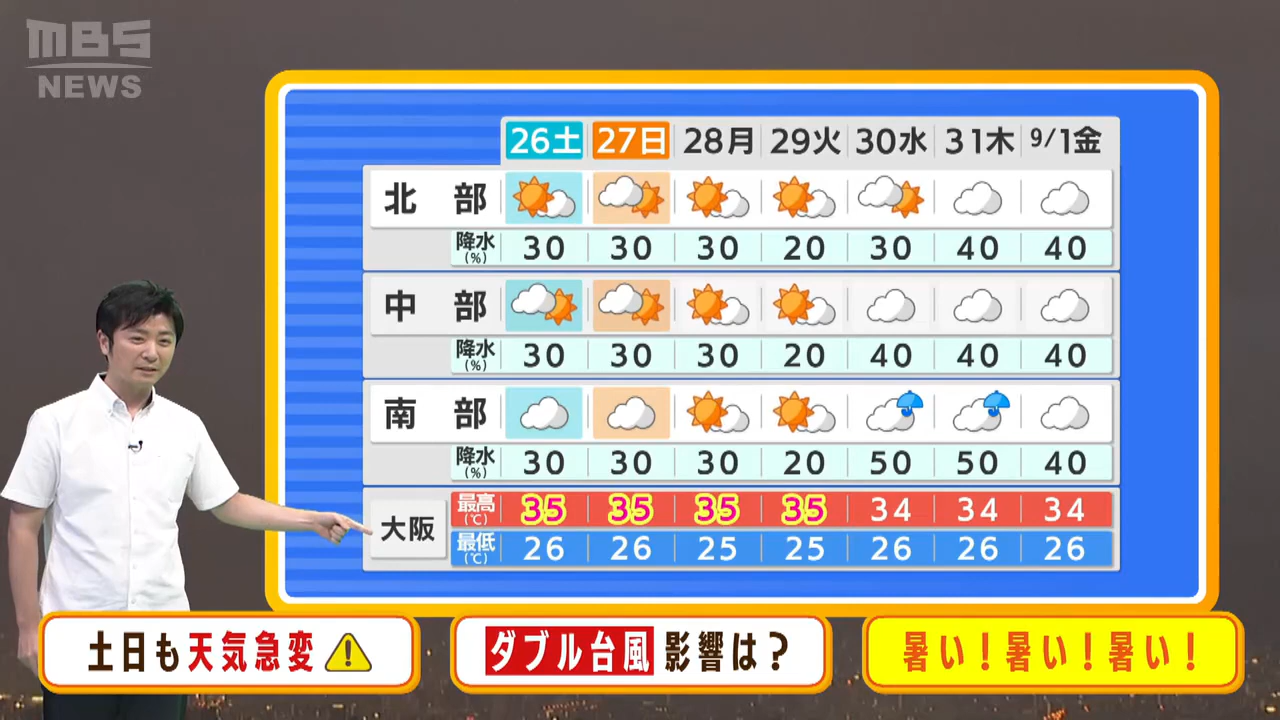 MBS
NEWS
26土 27日 28月 29火 30水 31木 9/1金
北部
降水(%) 30 30 30 20 30 40 40
中部
降水(%) 30 30 30 20 40 40 40
南部
降水(%) 30 30 30 20 50 50 40
大阪
最高(℃) 35 35 35 35 34 34 34
最低(℃) 26 26 25 25 26 26 26
土日も天気急変
ダブル台風影響は?
暑い!暑い!暑い!